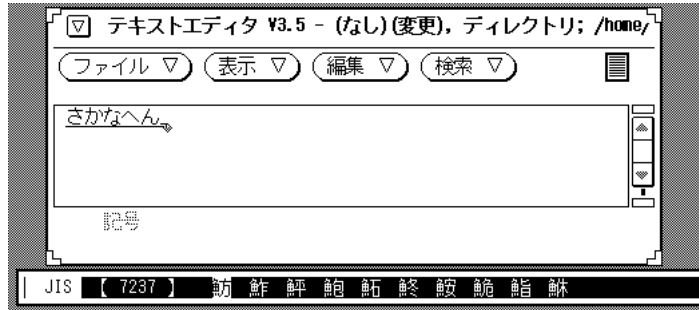 テキストエディタ V3.5 - (なし)(変更), ディレクトリ; /home/
ファイル ▽ 表示 ▽ 編集 ▽ 検索 ▽
さかなへん
記号
JIS 【 7237 】 魴 鮓 鮃 鮑 鮖 鮗 鮟 鮠 鮨 鮴